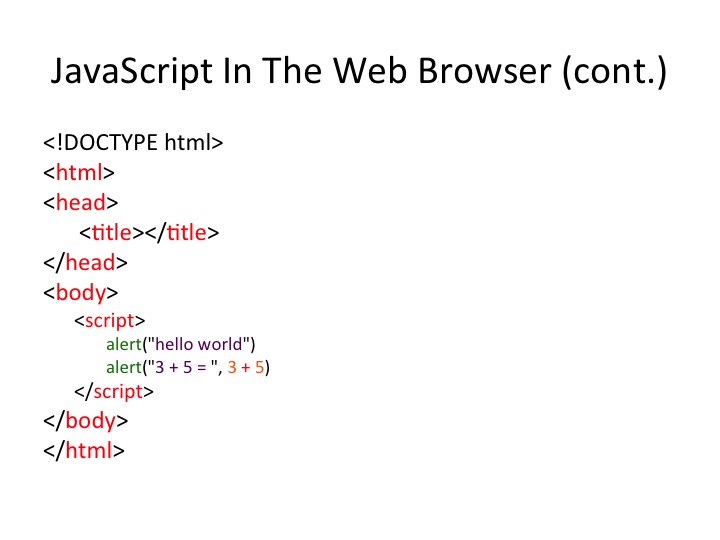 JavaScript In The Web Browser (cont.)
<!DOCTYPE html>
<html>
<head>
<title></title>
</head>
<body>
<script>
alert("hello world")
alert("3 + 5 = ", 3 + 5)
</script>
</body>
</html>